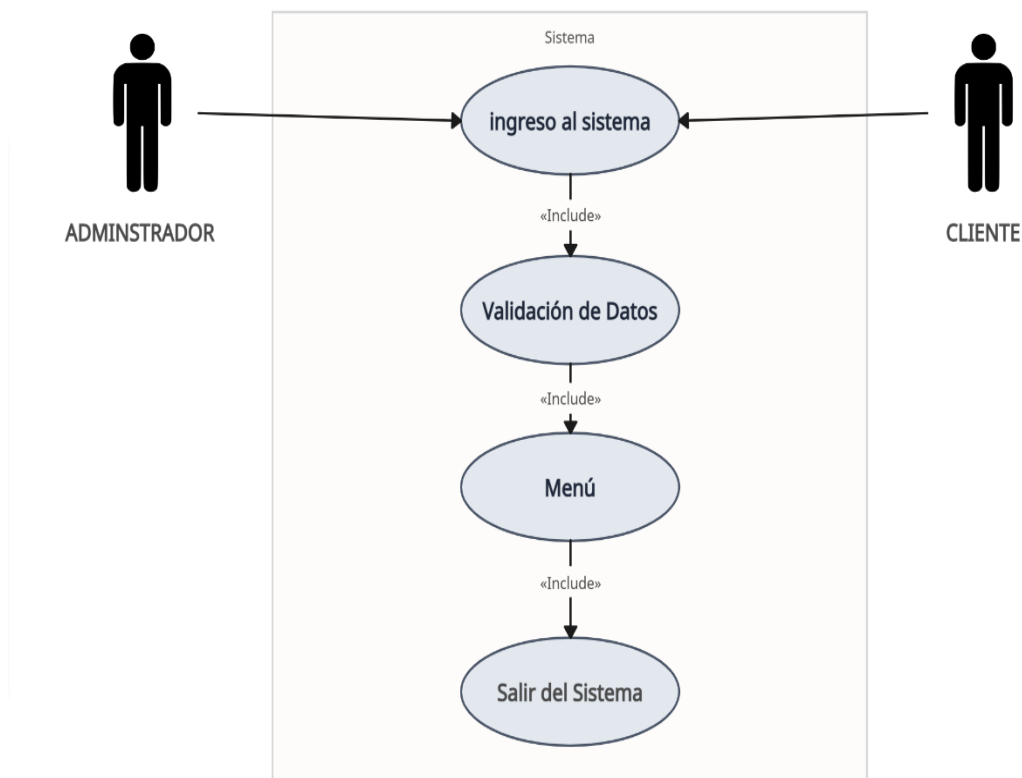 Sistema
ingreso al sistema
«Include»
ADMINSTRADOR
CLIENTE
Validación de Datos
«Include»
Menú
«Include»
Salir del Sistema